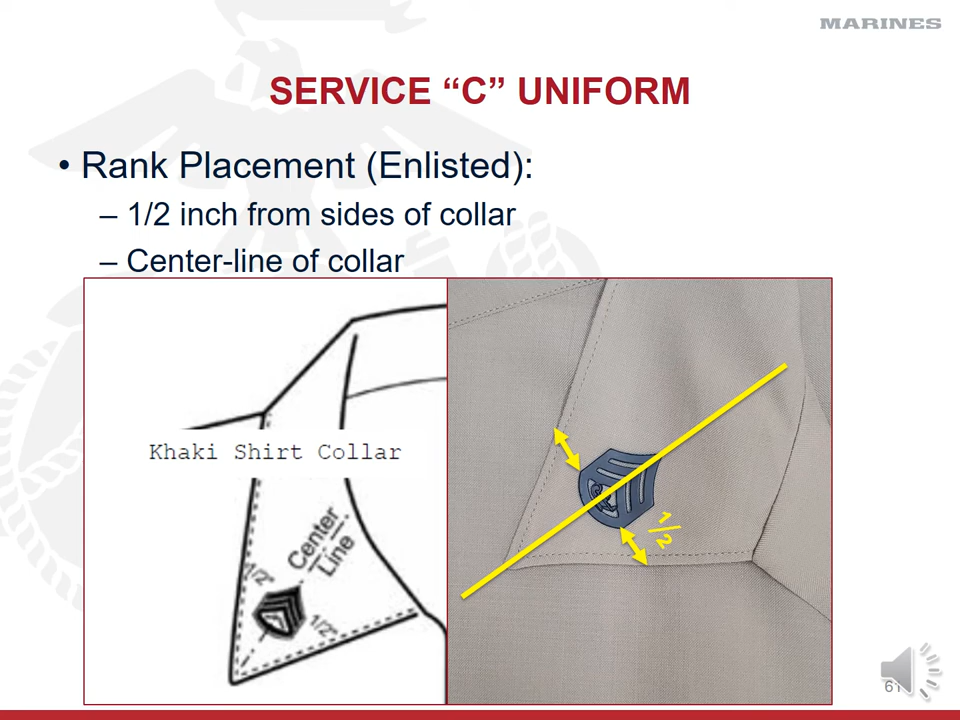 MARINES
SERVICE “C” UNIFORM
• Rank Placement (Enlisted):
– 1/2 inch from sides of collar
– Center-line of collar
Khaki Shirt Collar
Center
Line
1/2"
1/2"
1/2